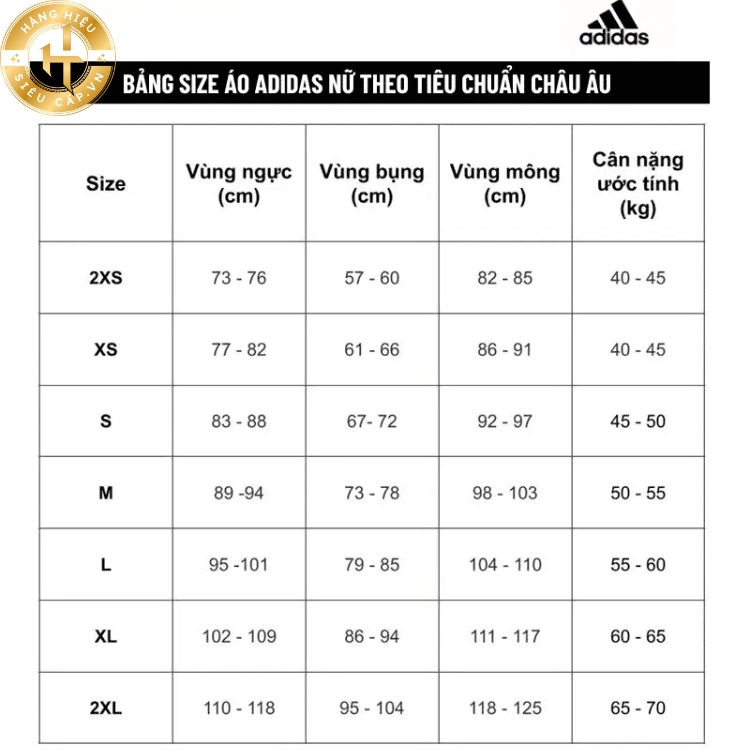 HÀNG HIỆU
HT
SIÊU CẤP.VN
adidas
BẢNG SIZE ÁO ADIDAS NỮ THEO TIÊU CHUẨN CHÂU ÂU
Size Vùng ngực (cm) Vùng bụng (cm) Vùng mông (cm) Cân nặng ước tính (kg)
2XS 73 - 76 57 - 60 82 - 85 40 - 45
XS 77 - 82 61 - 66 86 - 91 40 - 45
S 83 - 88 67- 72 92 - 97 45 - 50
M 89 -94 73 - 78 98 - 103 50 - 55
L 95 -101 79 - 85 104 - 110 55 - 60
XL 102 - 109 86 - 94 111 - 117 60 - 65
2XL 110 - 118 95 - 104 118 - 125 65 - 70